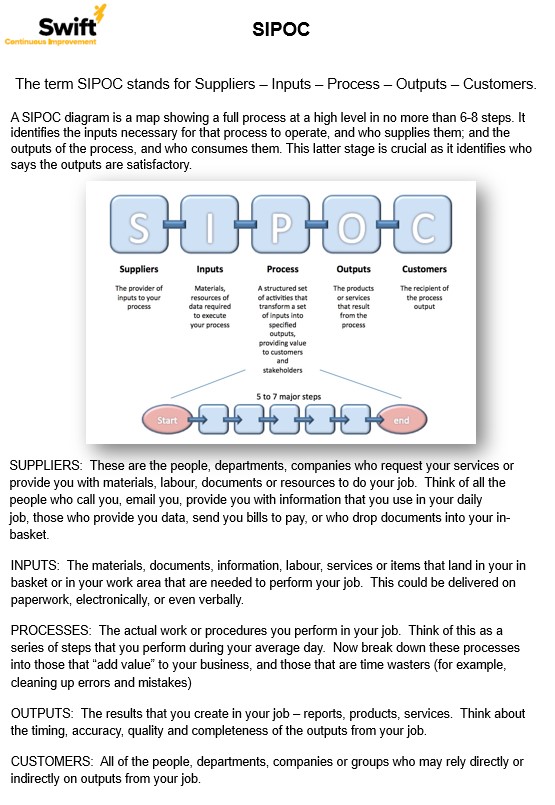 Swift
Continuous Improvement
SIPOC
The term SIPOC stands for Suppliers – Inputs – Process – Outputs – Customers.
A SIPOC diagram is a map showing a full process at a high level in no more than 6-8 steps. It
identifies the inputs necessary for that process to operate, and who supplies them; and the
outputs of the process, and who consumes them. This latter stage is crucial as it identifies who
says the outputs are satisfactory.
S I P O C
Suppliers
The provider of
inputs to your
process
Inputs
Materials,
resources of
data required
to execute
your process
Process
A structured set
of activities that
transform a set
of inputs into
specified
outputs,
providing value
to customers
and
stakeholders
Outputs
The products
or services
that result
from the
process
Customers
The recipient of
the process
output
5 to 7 major steps
Start
end
SUPPLIERS:  These are the people, departments, companies who request your services or
provide you with materials, labour, documents or resources to do your job.  Think of all the
people who call you, email you, provide you with information that you use in your daily
job, those who provide you data, send you bills to pay, or who drop documents into your in-
basket.
INPUTS:  The materials, documents, information, labour, services or items that land in your in
basket or in your work area that are needed to perform your job.  This could be delivered on
paperwork, electronically, or even verbally.
PROCESSES:  The actual work or procedures you perform in your job.  Think of this as a
series of steps that you perform during your average day.  Now break down these processes
into those that “add value” to your business, and those that are time wasters (for example,
cleaning up errors and mistakes)
OUTPUTS:  The results that you create in your job – reports, products, services.  Think about
the timing, accuracy, quality and completeness of the outputs from your job.
CUSTOMERS:  All of the people, departments, companies or groups who may rely directly or
indirectly on outputs from your job.